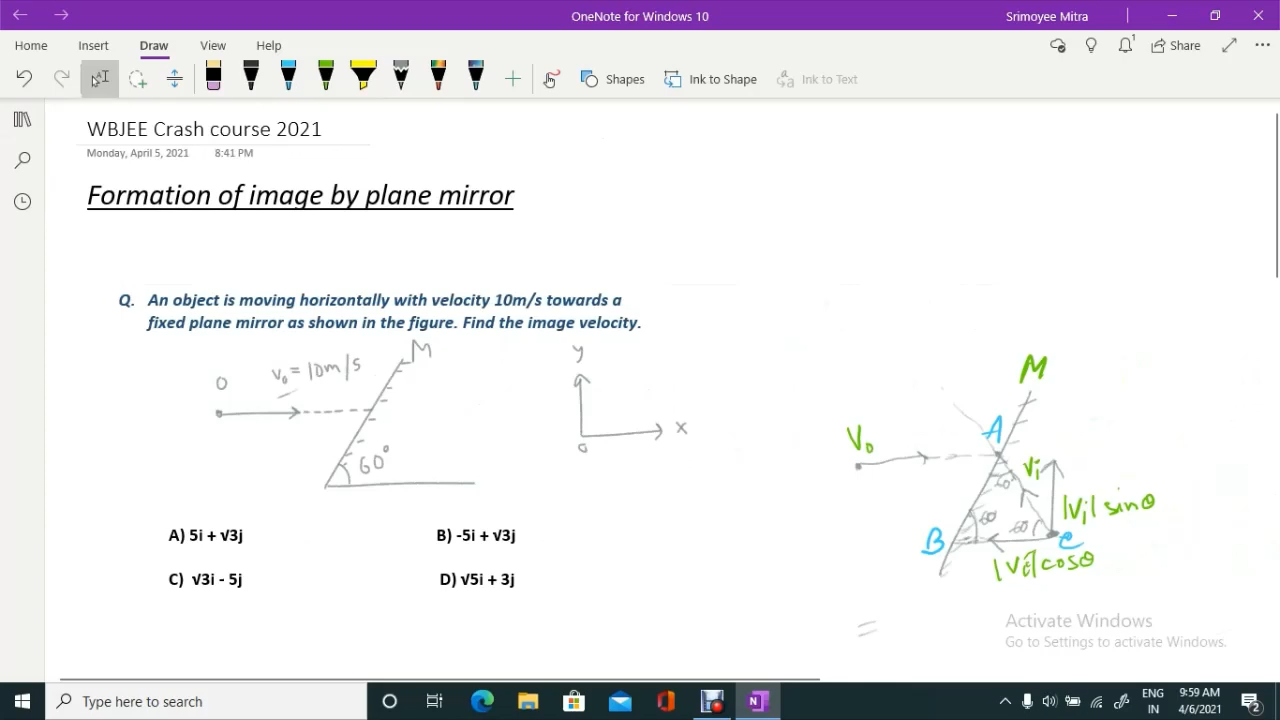 OneNote for Windows 10
Srimoyee Mitra
Home Insert Draw View Help
Share
Shapes
Ink to Shape
Ink to Text
WBJEE Crash course 2021
Monday, April 5, 2021 8:41 PM
Formation of image by plane mirror
Q. An object is moving horizontally with velocity 10m/s towards a
fixed plane mirror as shown in the figure. Find the image velocity.
M
v₀ = 10m/s
O
60°
y
x
o
M
A
V₀
Vi
60°
60
60
|Vi| sinθ
B
C
|Vi| cosθ
=
A) 5i + √3j
B) -5i + √3j
C) √3i - 5j
D) √5i + 3j
Activate Windows
Go to Settings to activate Windows.
Type here to search
ENG
IN
9:59 AM
4/6/2021
2